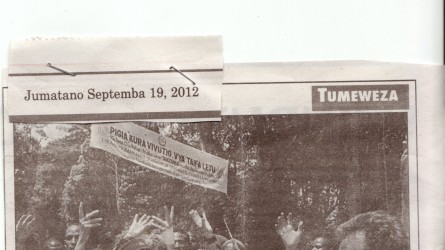 Jumatano Septemba 19, 2012
TUMEWEZA
PIGIA KURA VIVUTIO VYA TAIFA LETU